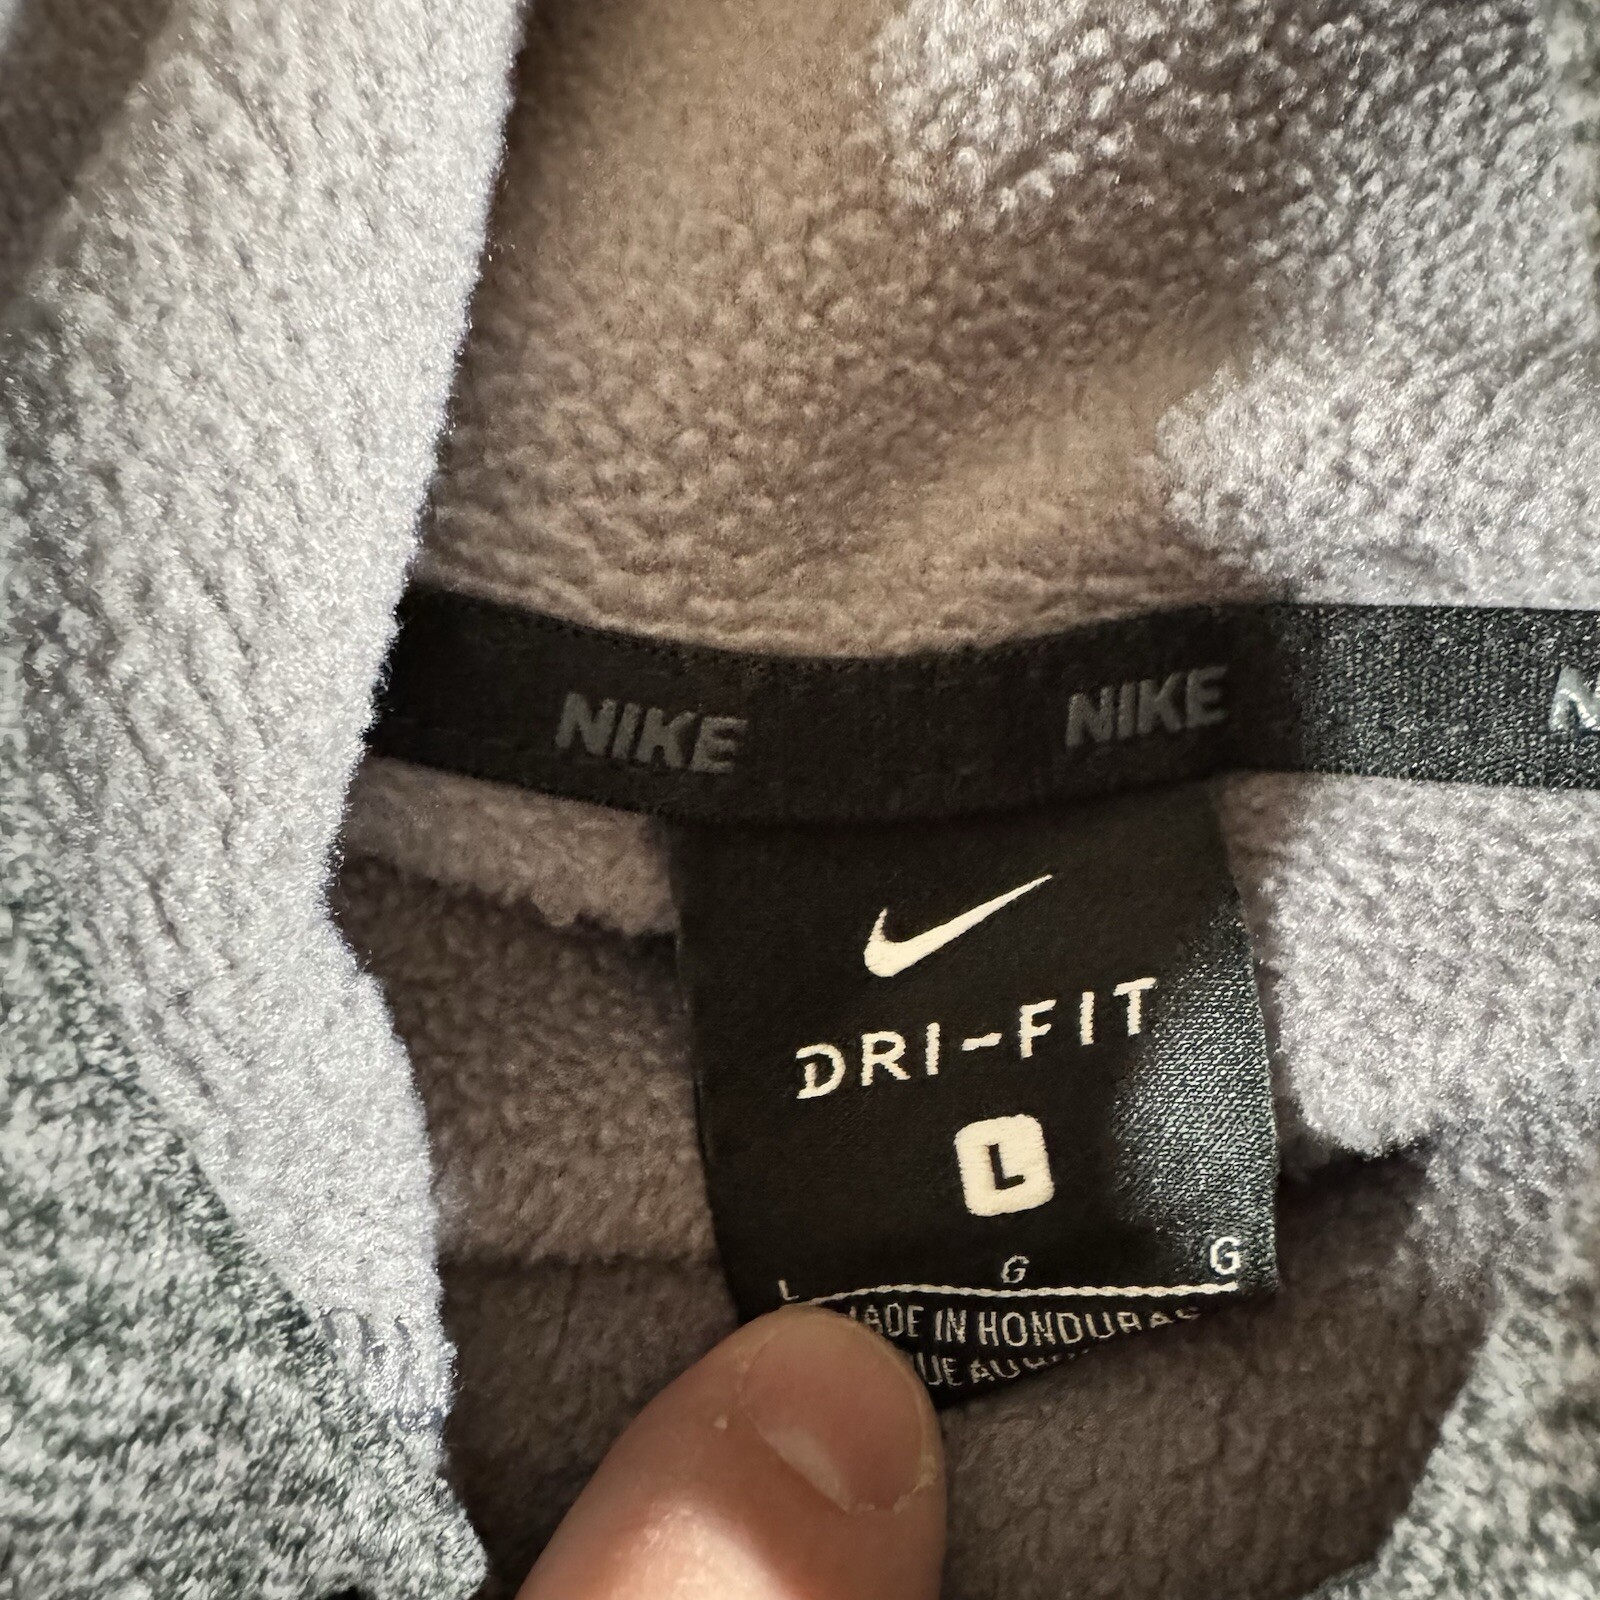 NIKE NIKE N
DRI-FIT
L
L G G
MADE IN HONDURAS